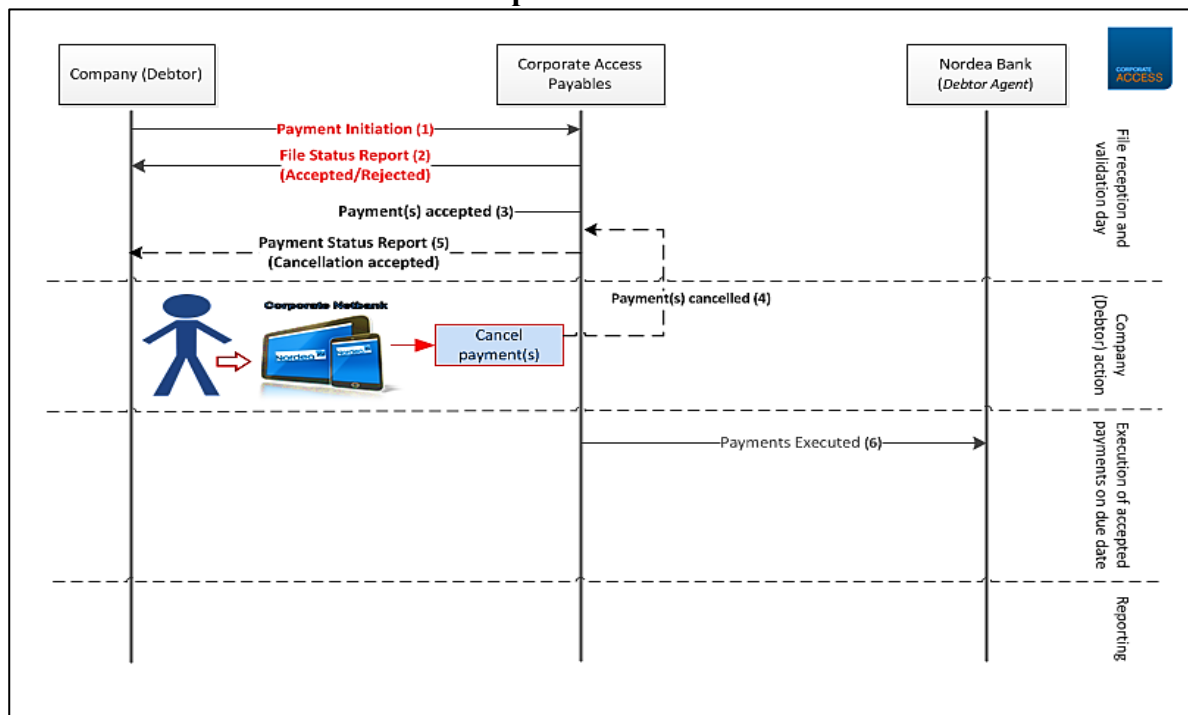 Company (Debtor)
Corporate Access
Payables
Nordea Bank
(Debtor Agent)
CORPORATE
ACCESS
Payment Initiation (1)
File Status Report (2)
(Accepted/Rejected)
Payment(s) accepted (3)
Payment Status Report (5)
(Cancellation accepted)
File reception and
validation day
Payment(s) cancelled (4)
Corporate Netbank
Nordea
Nordea
Cancel
payment(s)
Company
(Debtor) action
Payments Executed (6)
Execution of accepted
payments on due date
Reporting